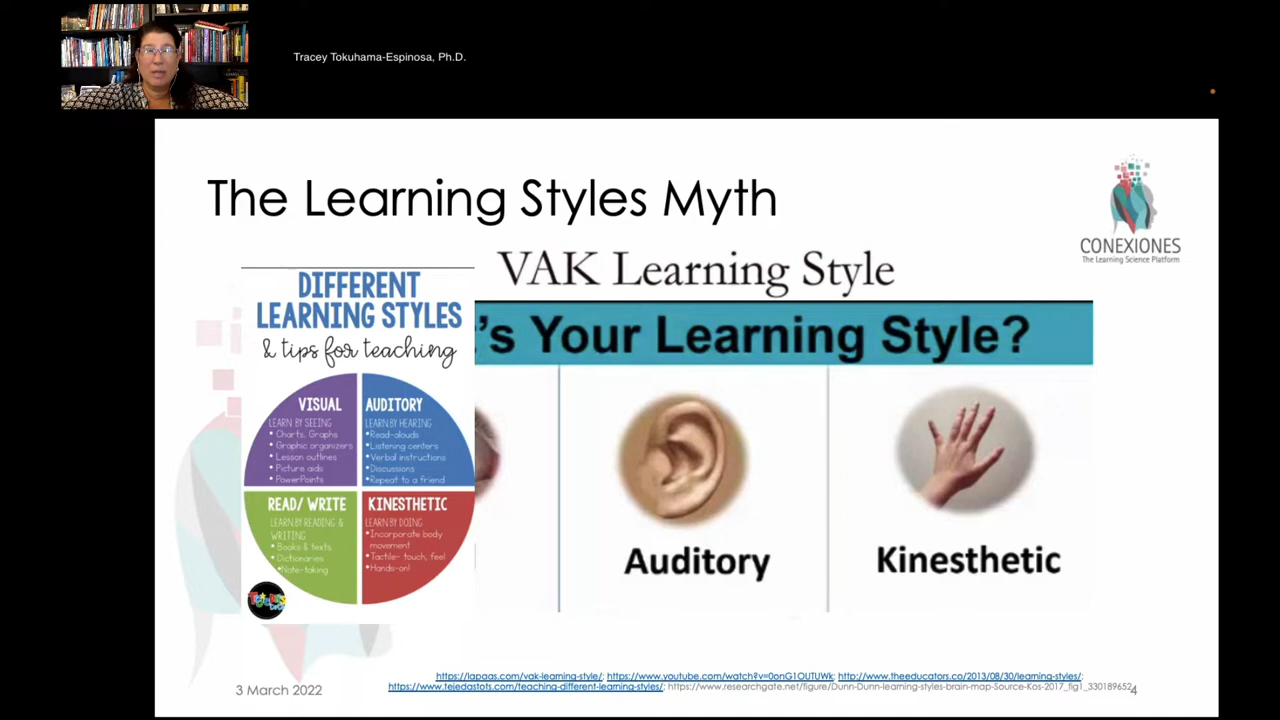 Tracey Tokuhama-Espinosa, Ph.D.
The Learning Styles Myth
CONEXIONES
The Learning Science Platform
VAK Learning Style
's Your Learning Style?
Auditory
Kinesthetic
DIFFERENT
LEARNING STYLES
& tips for teaching
VISUAL
LEARN BY SEEING
• Charts, Graphs
• Graphic organizers
• Lesson outlines
• Picture aids
• PowerPoints
AUDITORY
LEARN BY HEARING
• Read-alouds
• Listening centers
• Verbal instructions
• Discussions
• Repeat to a friend
READ/ WRITE
LEARN BY READING &
WRITING
• Books & texts
• Dictionaries
• Note-taking
KINESTHETIC
LEARN BY DOING
• Incorporate body
movement
• Tactile- touch, feel
• Hands-on!
https://lapaas.com/vak-learning-style/; https://www.youtube.com/watch?v=0onG1OUTUWk; http://www.theeducators.co/2013/08/30/learning-styles/;
https://www.tejedastots.com/teaching-different-learning-styles/; https://www.researchgate.net/figure/Dunn-Dunn-learning-styles-brain-map-Source-Kos-2017_fig1_330189652
3 March 2022
4